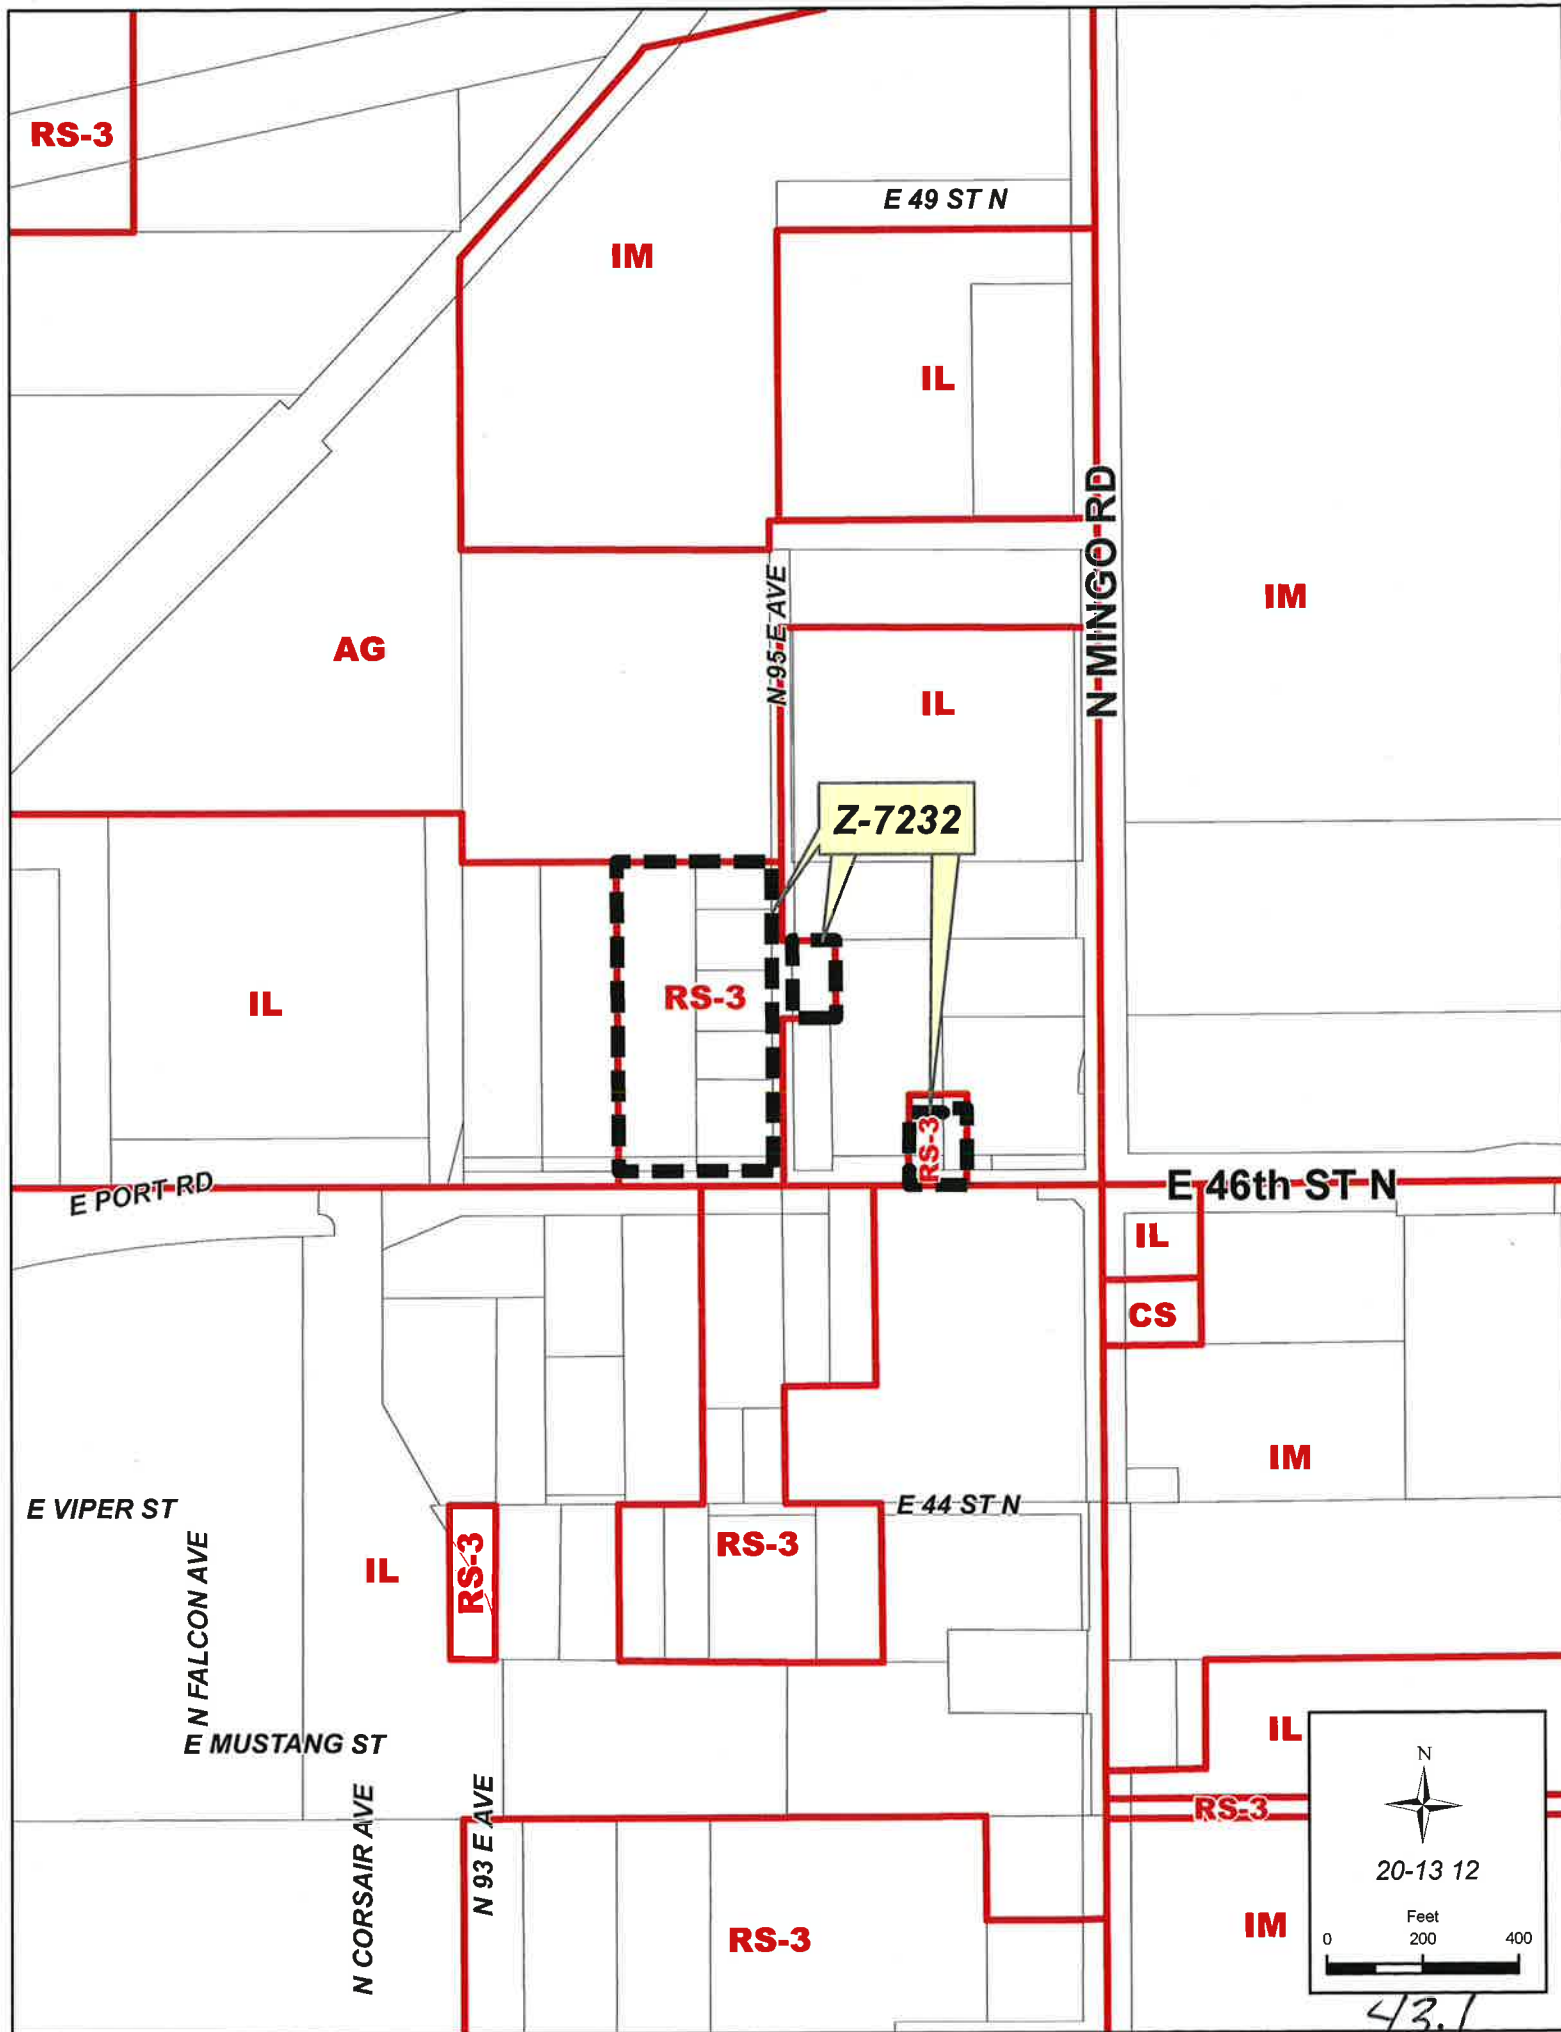 RS-3
E 49 ST N
IM
IL
N MINGO RD
N 95 E AVE
IM
AG
IL
Z-7232
IL
RS-3
RS-3
E PORT RD
E 46th ST N
IL
CS
IM
E VIPER ST
E 44 ST N
N FALCON AVE
IL
RS-3
RS-3
E MUSTANG ST
IL
N
RS-3
N CORSAIR AVE
N 93 E AVE
20-13 12
Feet
0 200 400
RS-3
IM
43.1